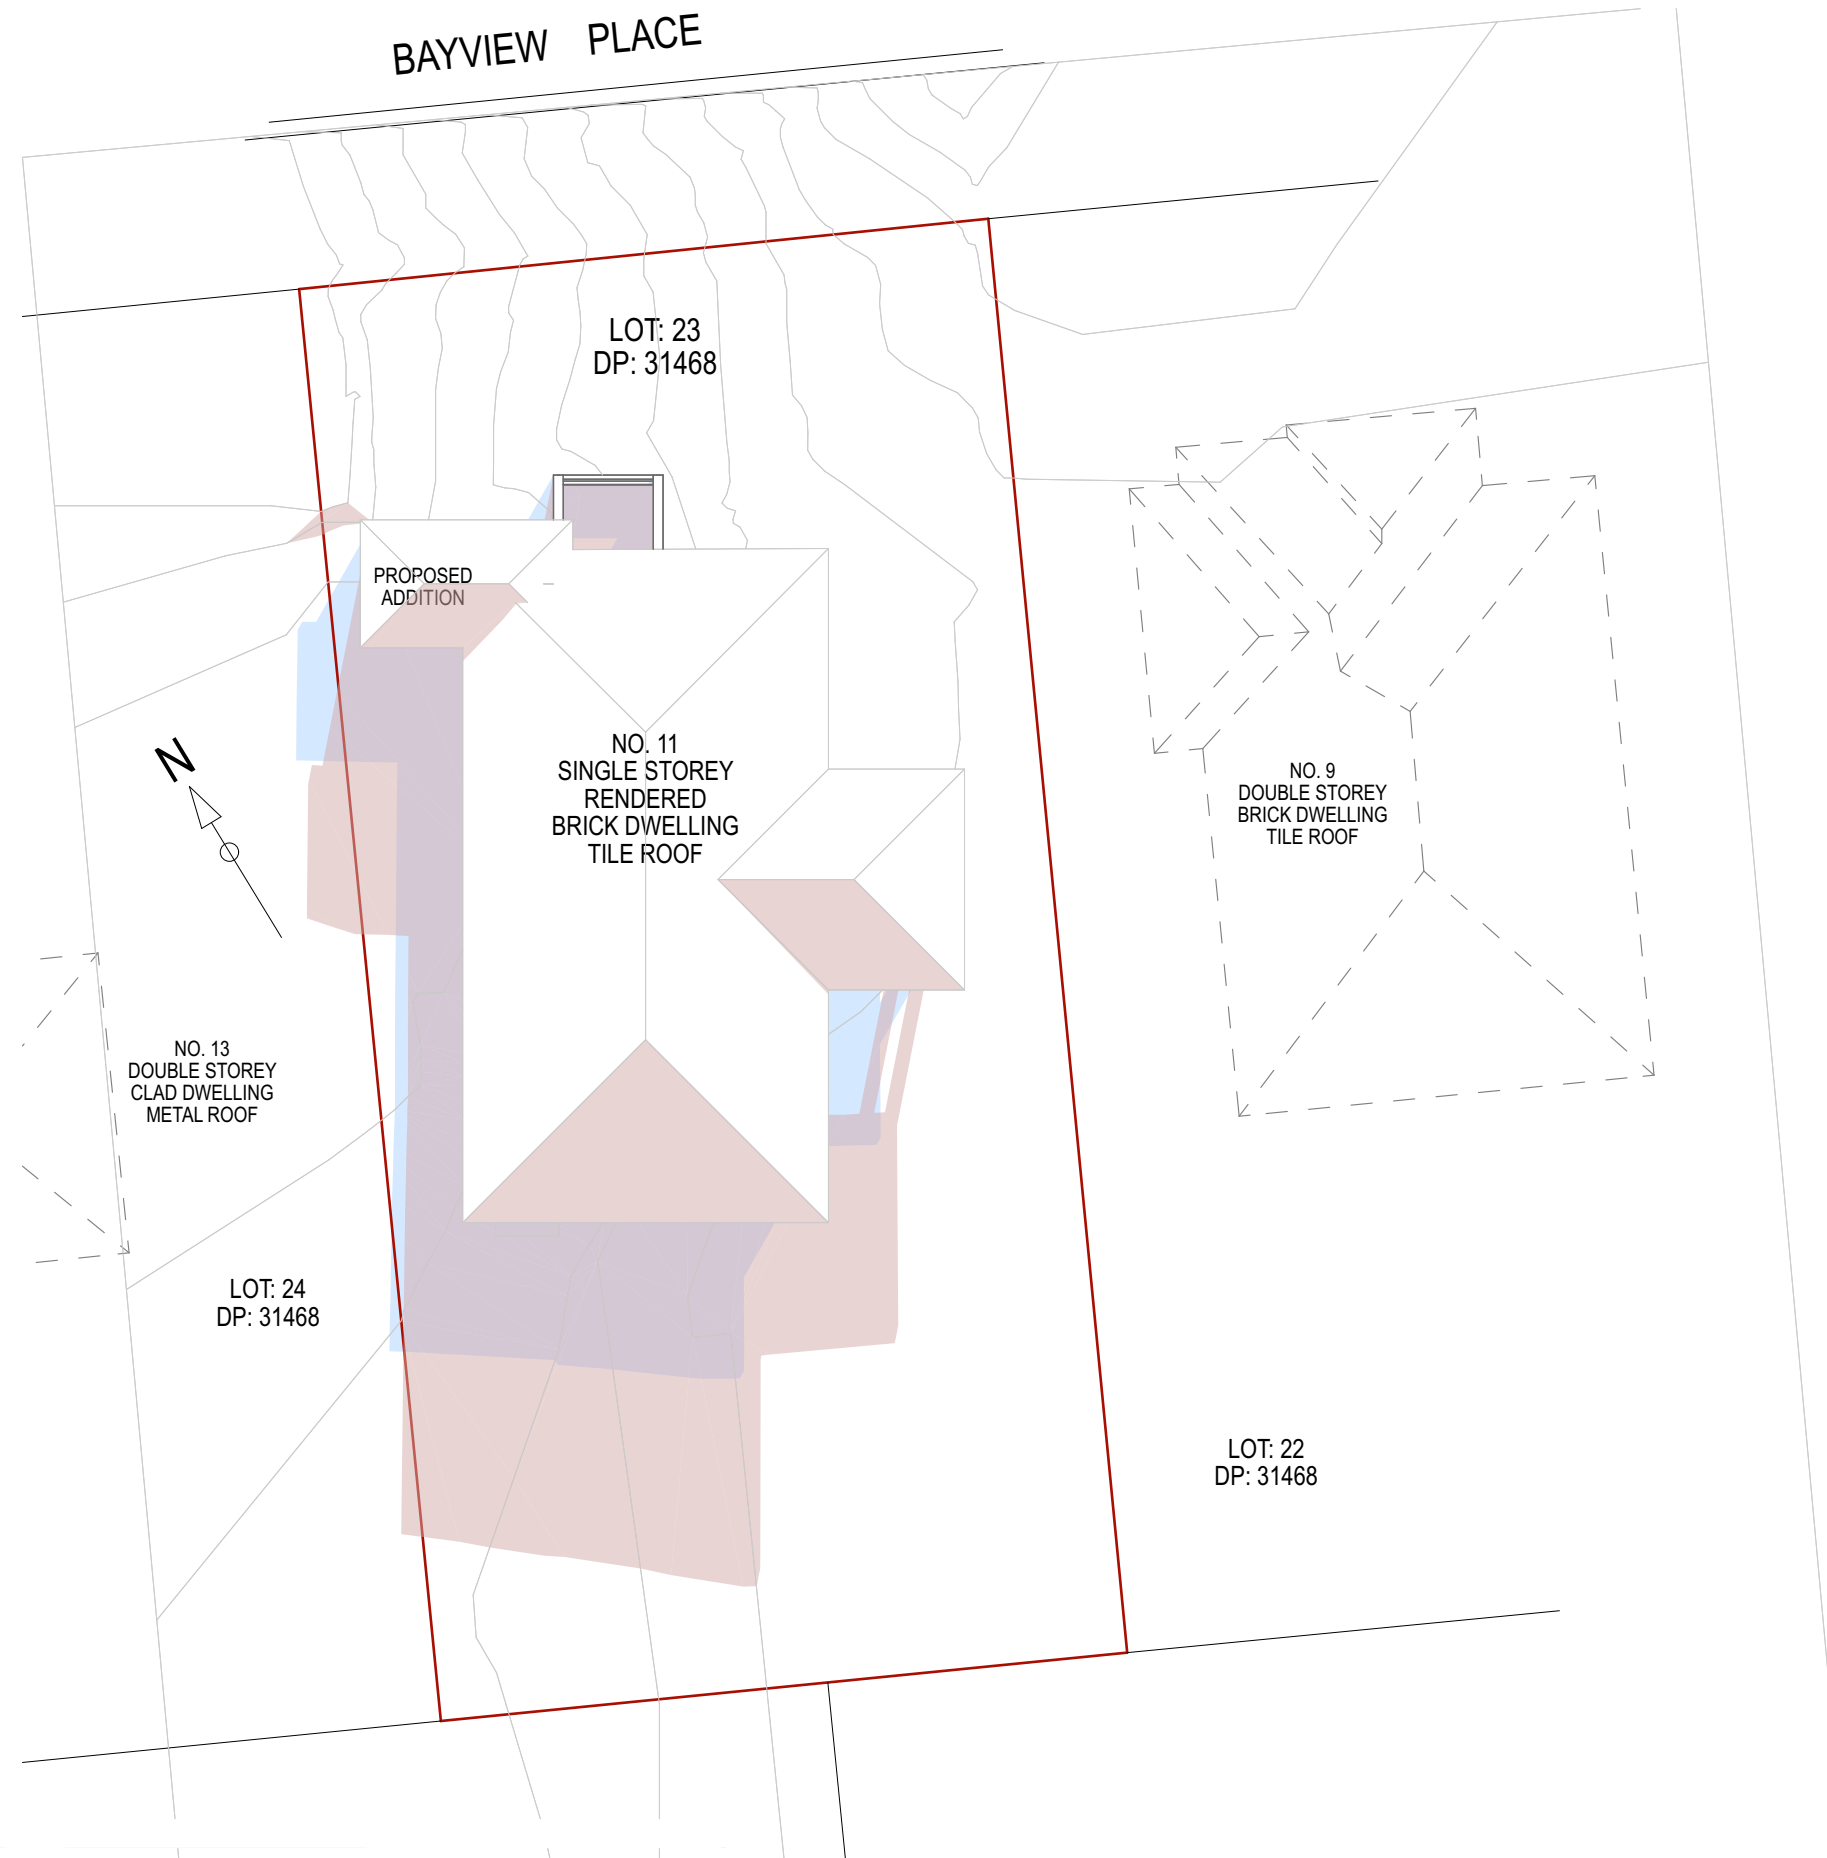 BAYVIEW PLACE
LOT: 23
DP: 31468
PROPOSED
ADDITION
N
NO. 11
SINGLE STOREY
RENDERED
BRICK DWELLING
TILE ROOF
NO. 9
DOUBLE STOREY
BRICK DWELLING
TILE ROOF
NO. 13
DOUBLE STOREY
CLAD DWELLING
METAL ROOF
LOT: 24
DP: 31468
LOT: 22
DP: 31468